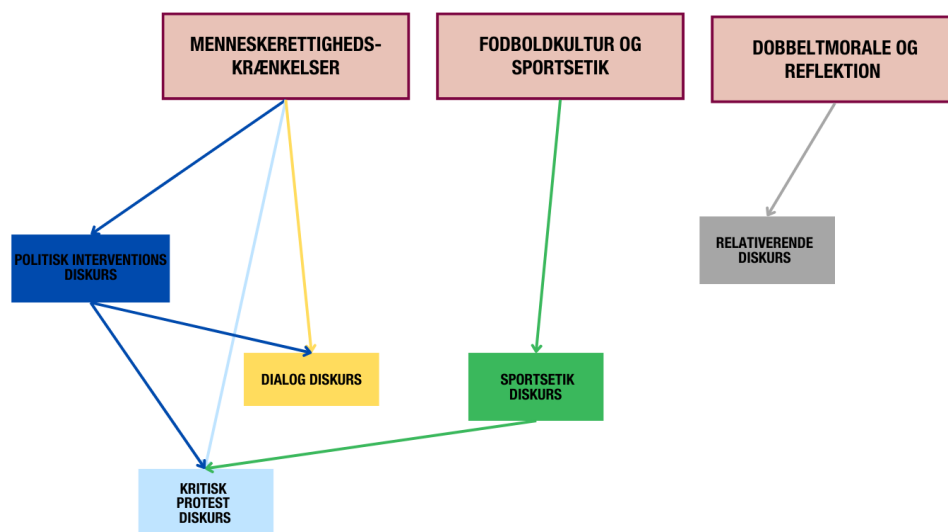 MENNESKERETTIGHEDS-
KRÆNKELSER
FODBOLDKULTUR OG
SPORTSETIK
DOBBELTMORALE OG
REFLEKTION
POLITISK INTERVENTIONS
DISKURS
RELATIVERENDE
DISKURS
DIALOG DISKURS
SPORTSETIK
DISKURS
KRITISK
PROTEST
DISKURS